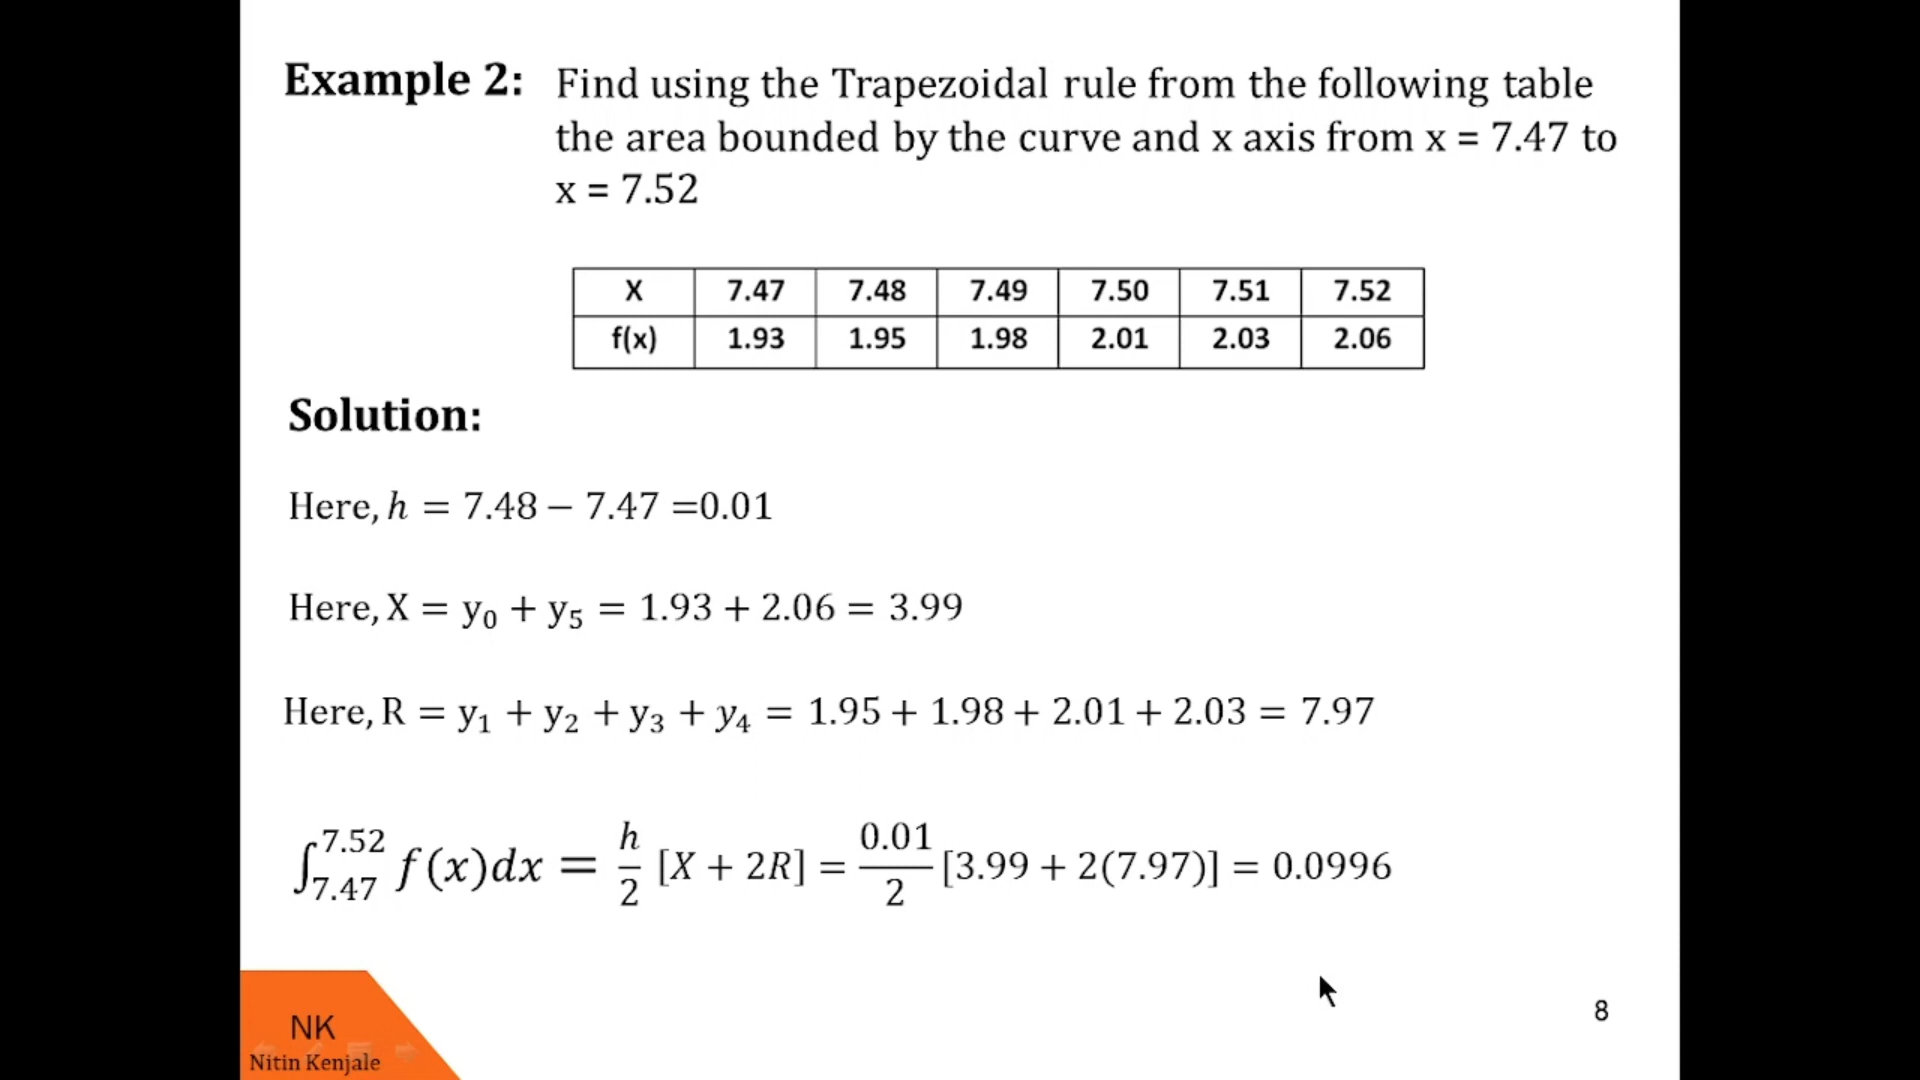 Example 2: Find using the Trapezoidal rule from the following table
the area bounded by the curve and x axis from x = 7.47 to
x = 7.52
X 7.47 7.48 7.49 7.50 7.51 7.52
f(x) 1.93 1.95 1.98 2.01 2.03 2.06
Solution:
Here, h = 7.48 − 7.47 =0.01
Here, X = y₀ + y₅ = 1.93 + 2.06 = 3.99
Here, R = y₁ + y₂ + y₃ + y₄ = 1.95 + 1.98 + 2.01 + 2.03 = 7.97
∫_{7.47}^{7.52} f(x)dx = h/2 [X + 2R] = 0.01/2 [3.99 + 2(7.97)] = 0.0996
NK
Nitin Kenjale
8